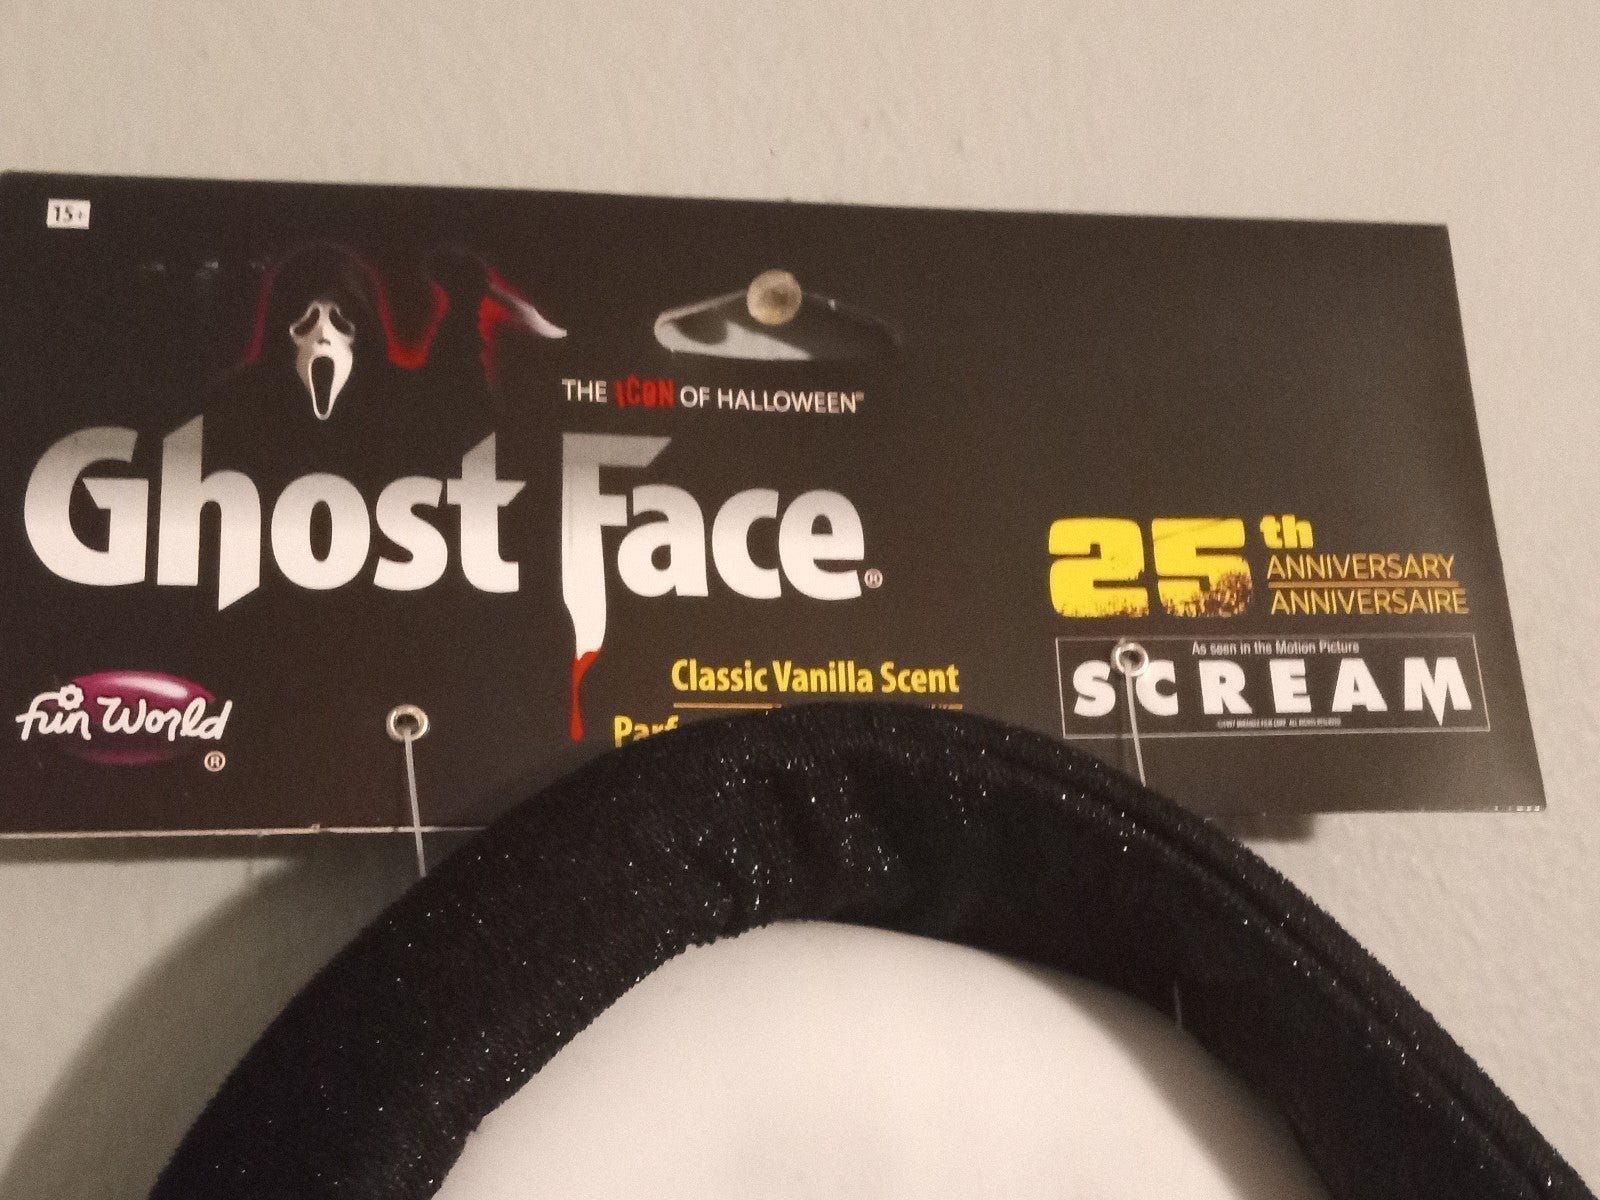 15+
THE ICON OF HALLOWEEN®
Ghost Face®
25th
ANNIVERSARY
ANNIVERSAIRE
As seen in the Motion Picture
SCREAM
Classic Vanilla Scent
fun World®